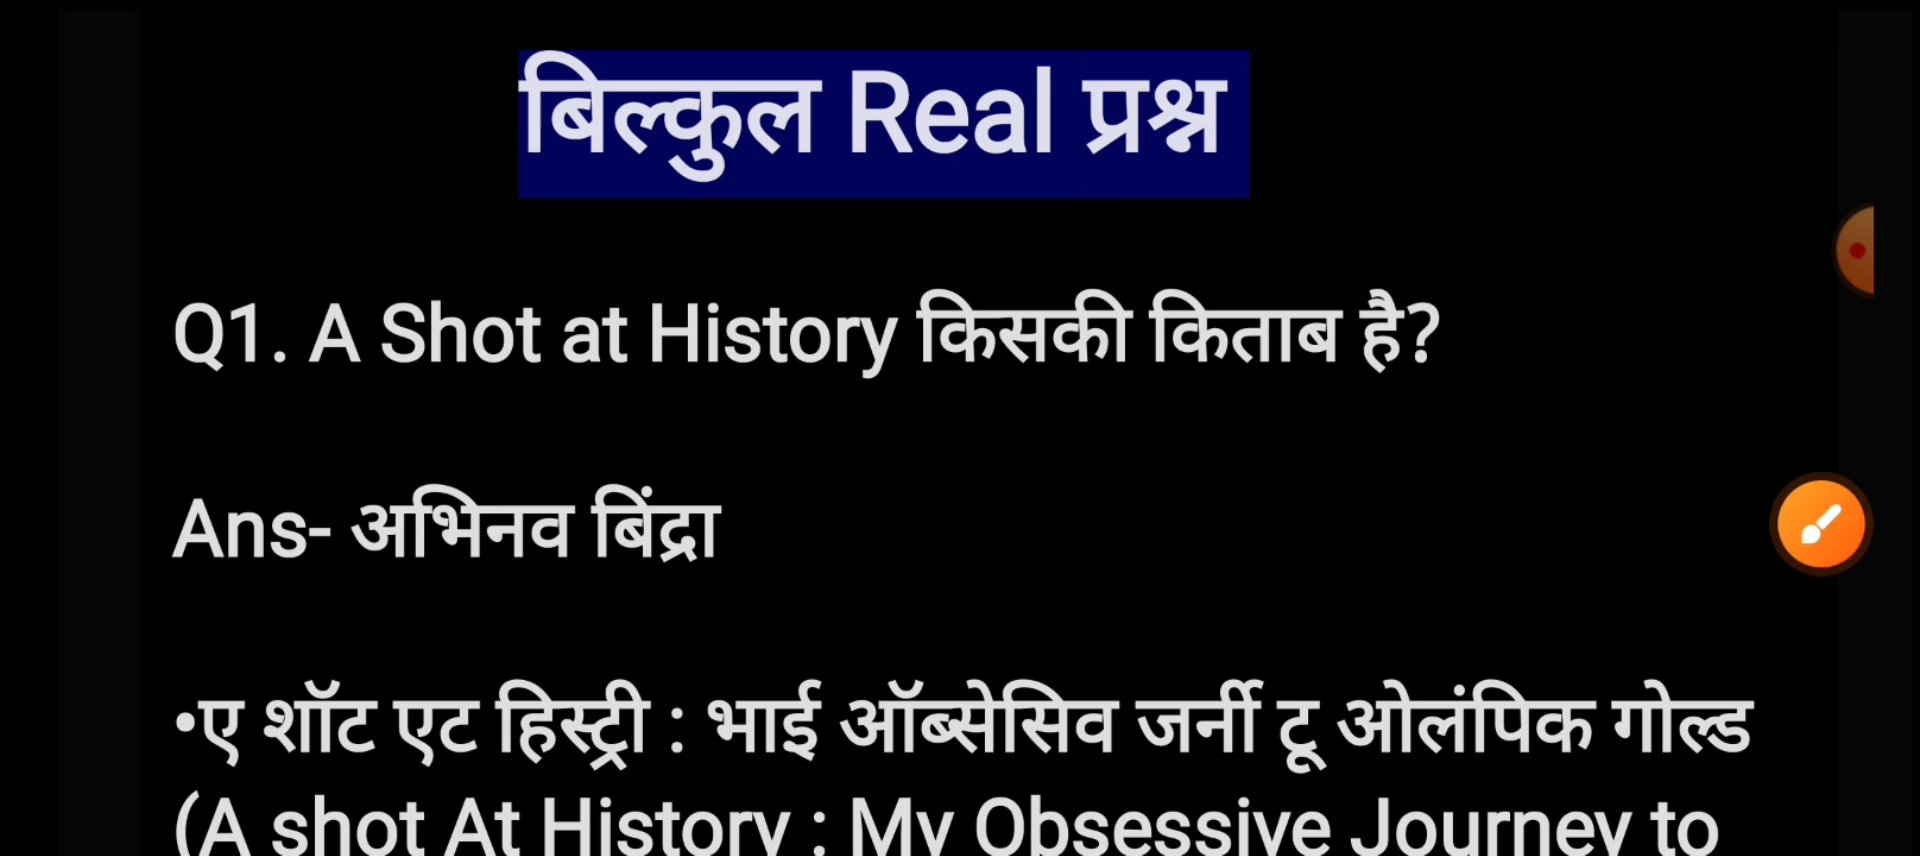 बिल्कुल Real प्रश्न
Q1. A Shot at History किसकी किताब है?
Ans- अभिनव बिंद्रा
•ए शॉट एट हिस्ट्री : भाई ऑब्सेसिव जर्नी टू ओलंपिक गोल्ड
(A shot At History : My Obsessive Journey to